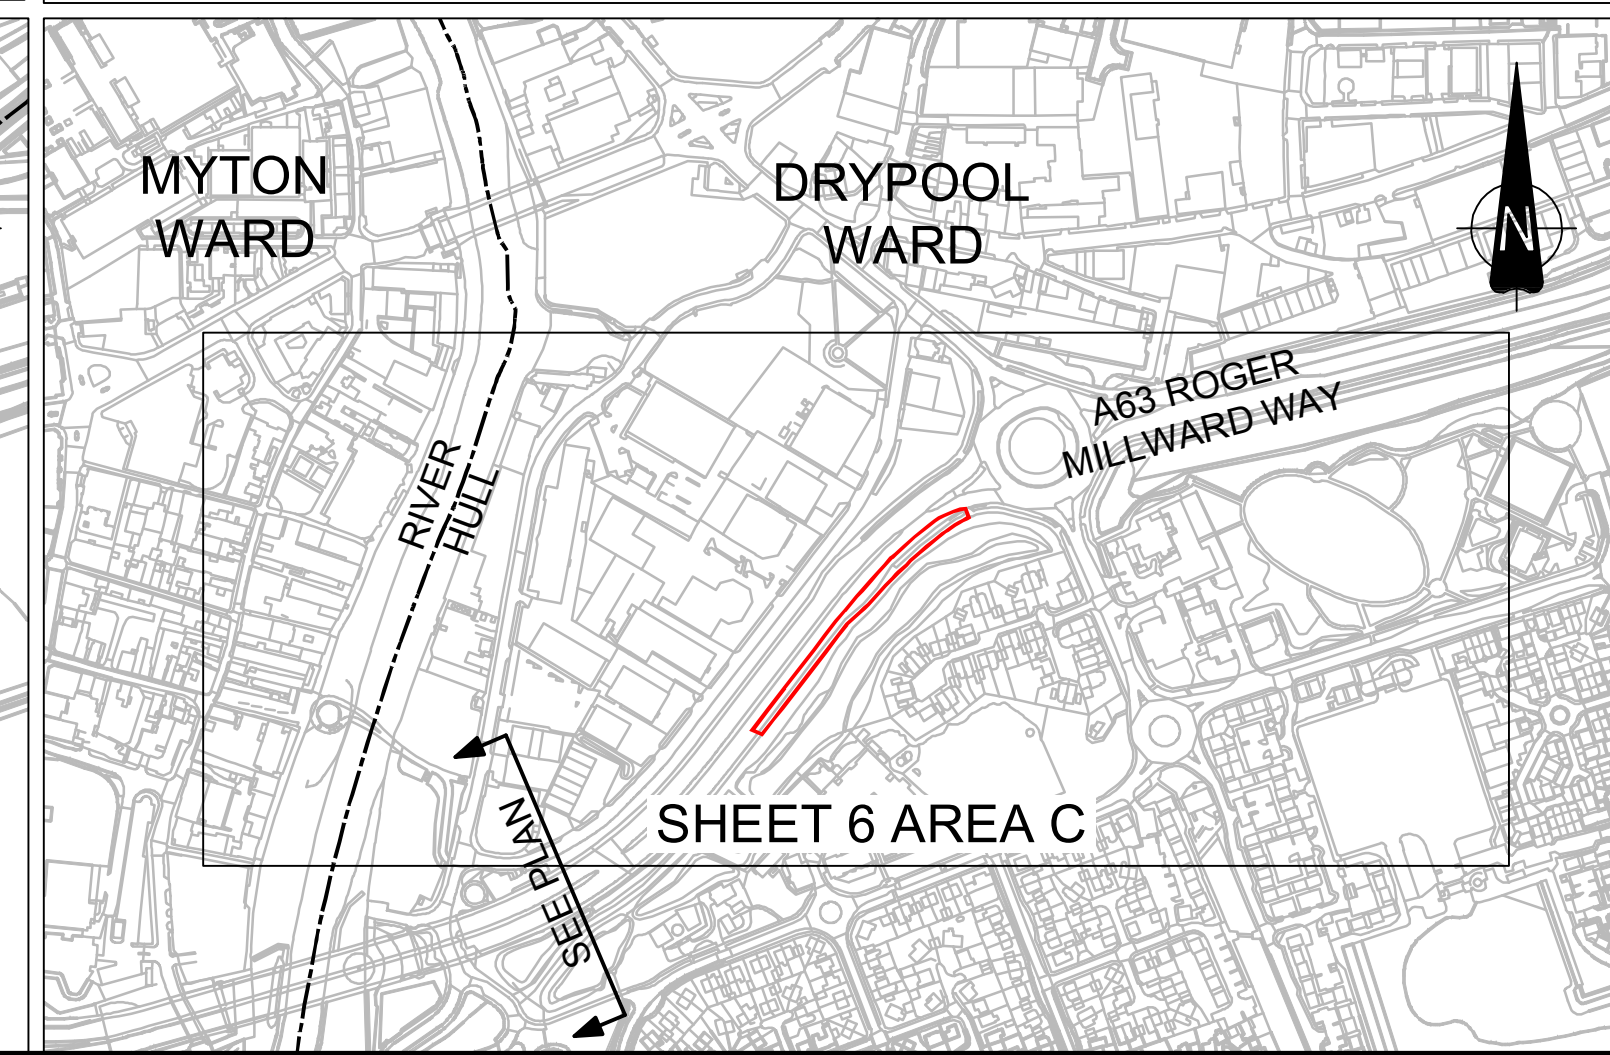 MYTON
WARD
DRYPOOL
WARD
N
A63 ROGER
MILLWARD WAY
RIVER
HULL
SEE PLAN
SHEET 6 AREA C